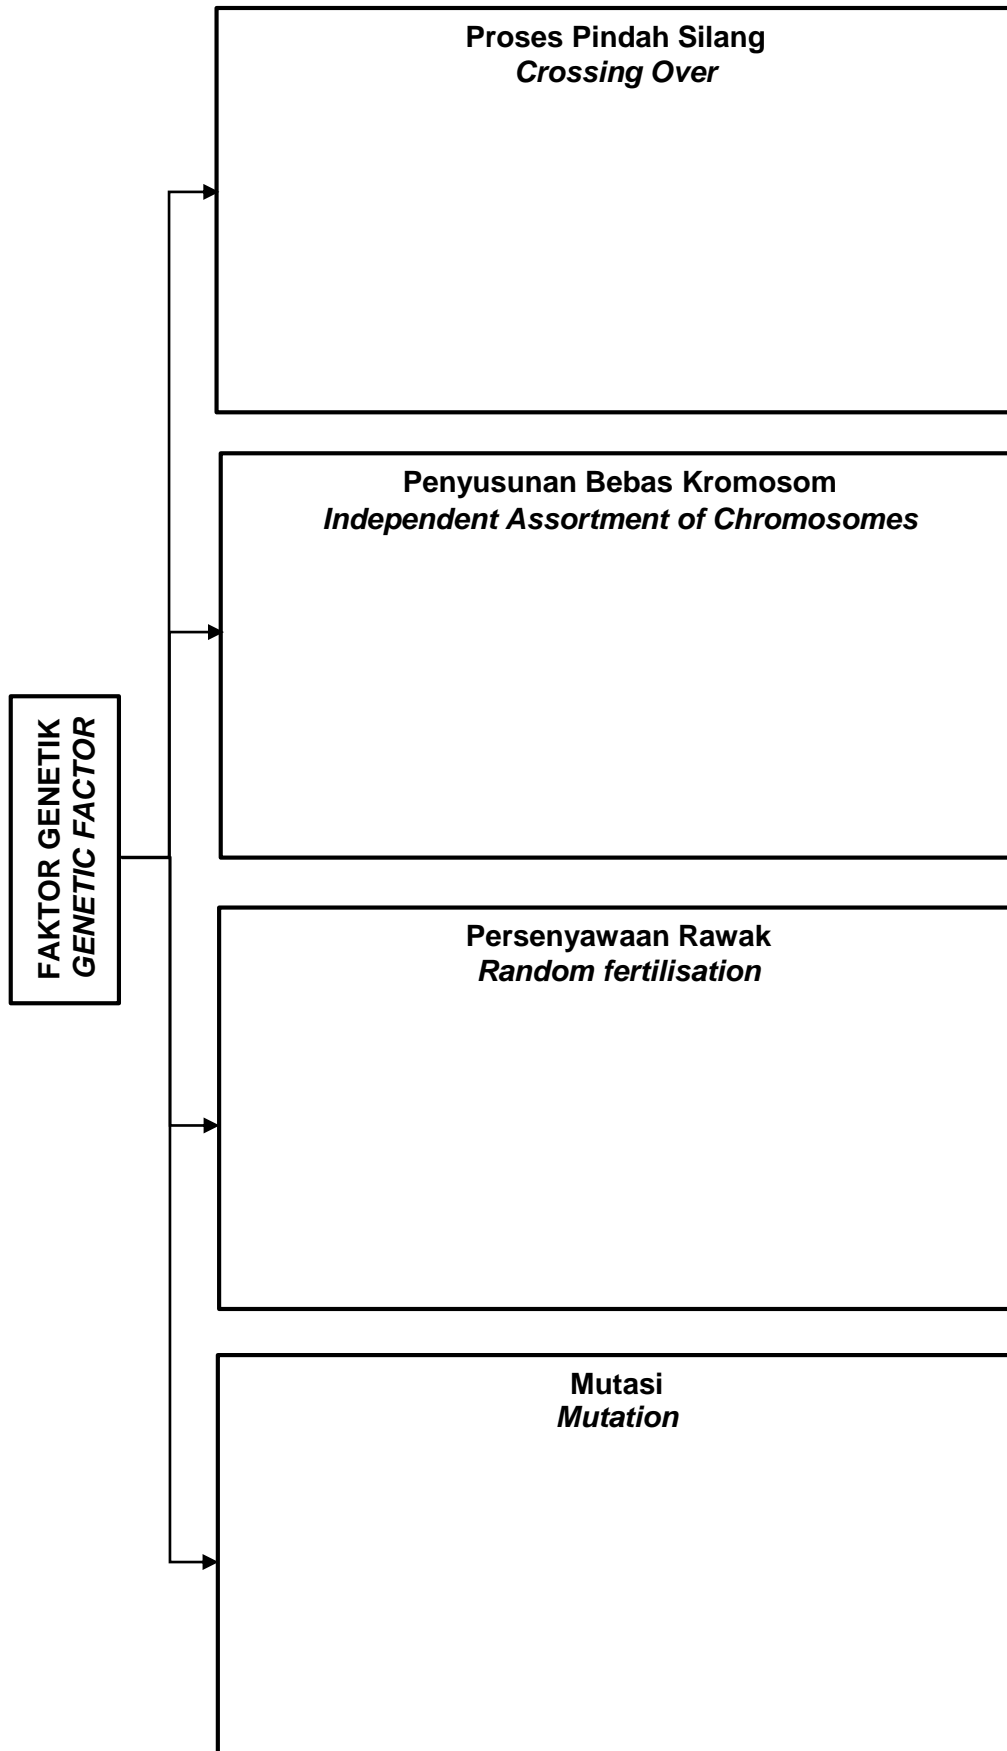 FAKTOR GENETIK
GENETIC FACTOR
Proses Pindah Silang
Crossing Over
Penyusunan Bebas Kromosom
Independent Assortment of Chromosomes
Persenyawaan Rawak
Random fertilisation
Mutasi
Mutation